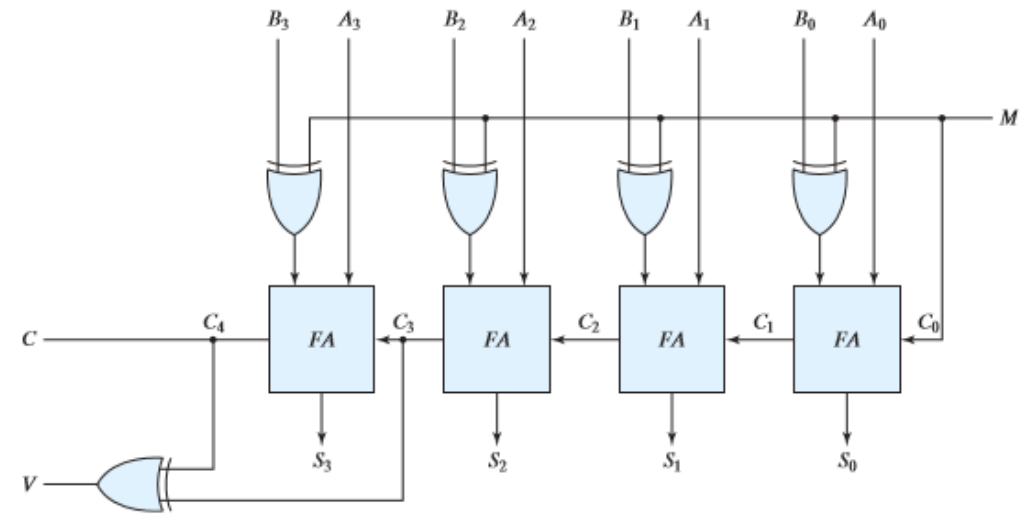 B₃ A₃ B₂ A₂ B₁ A₁ B₀ A₀
M
C C₄ FA C₃ FA C₂ FA C₁ FA C₀
S₃ S₂ S₁ S₀
V